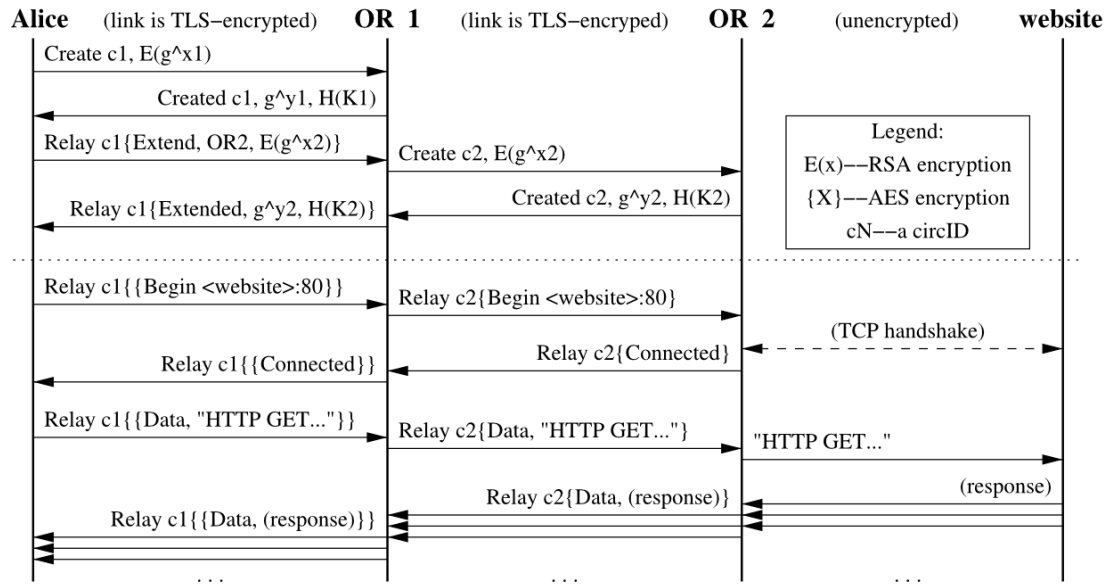 Alice (link is TLS−encrypted) OR 1 (link is TLS−encryped) OR 2 (unencrypted) website
Create c1, E(g^x1)
Created c1, g^y1, H(K1)
Relay c1{Extend, OR2, E(g^x2)}
Create c2, E(g^x2)
Created c2, g^y2, H(K2)
Relay c1{Extended, g^y2, H(K2)}
Legend:
E(x)−−RSA encryption
{X}−−AES encryption
cN−−a circID
Relay c1{{Begin <website>:80}}
Relay c2{Begin <website>:80}
(TCP handshake)
Relay c2{Connected}
Relay c1{{Connected}}
Relay c1{{Data, "HTTP GET..."}}
Relay c2{Data, "HTTP GET..."}
"HTTP GET..."
(response)
Relay c2{Data, (response)}
Relay c1{{Data, (response)}}
. . . . . . . . .